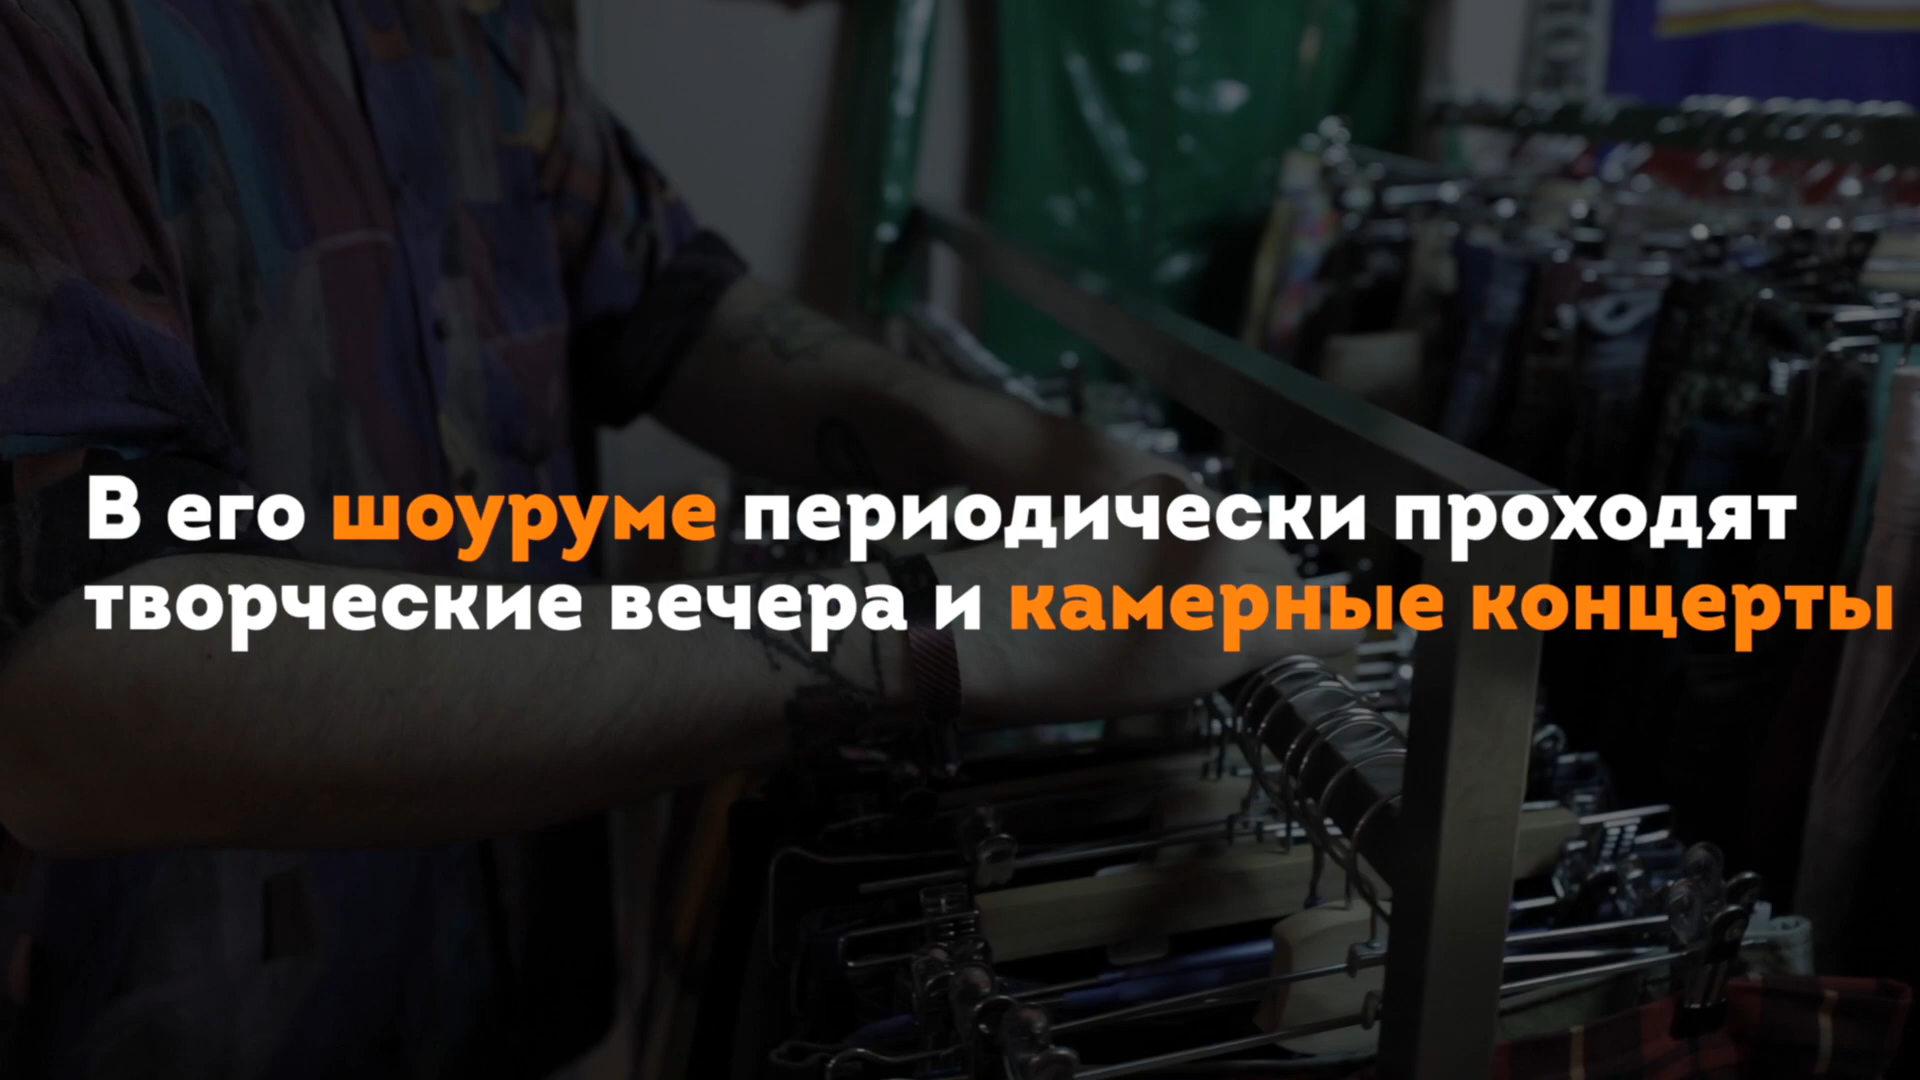 В его шоуруме периодически проходят
творческие вечера и камерные концерты